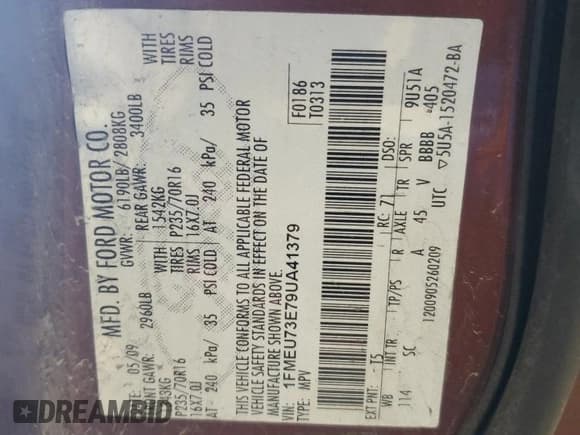 MFD. BY FORD MOTOR CO.
05/09 GVWR: 6190LB/ 2808KG
FRONT GAWR: 2960LB REAR GAWR: 3400LB
43KG WITH 1542KG WITH
P235/70R16 TIRES P235/70R16 TIRES
16X7.0J RIMS 16X7.0J RIMS
AT 240 kPa/ 35 PSI COLD AT 240 kPa/ 35 PSI COLD
THIS VEHICLE CONFORMS TO ALL APPLICABLE FEDERAL MOTOR
VEHICLE SAFETY STANDARDS IN EFFECT ON THE DATE OF
MANUFACTURE SHOWN ABOVE.
VIN: 1FMEU73E79UA41379
TYPE: MPV
F0186
T0313
EXT PNT: T5 RC: 71 DSO:
WB INT TR TP/PS R AXLE TR SPR 9U51A
114 SC A 45 V BBBB 405
1200905260209 UTC ▽5U5A-1520472-BA
DREAMBID